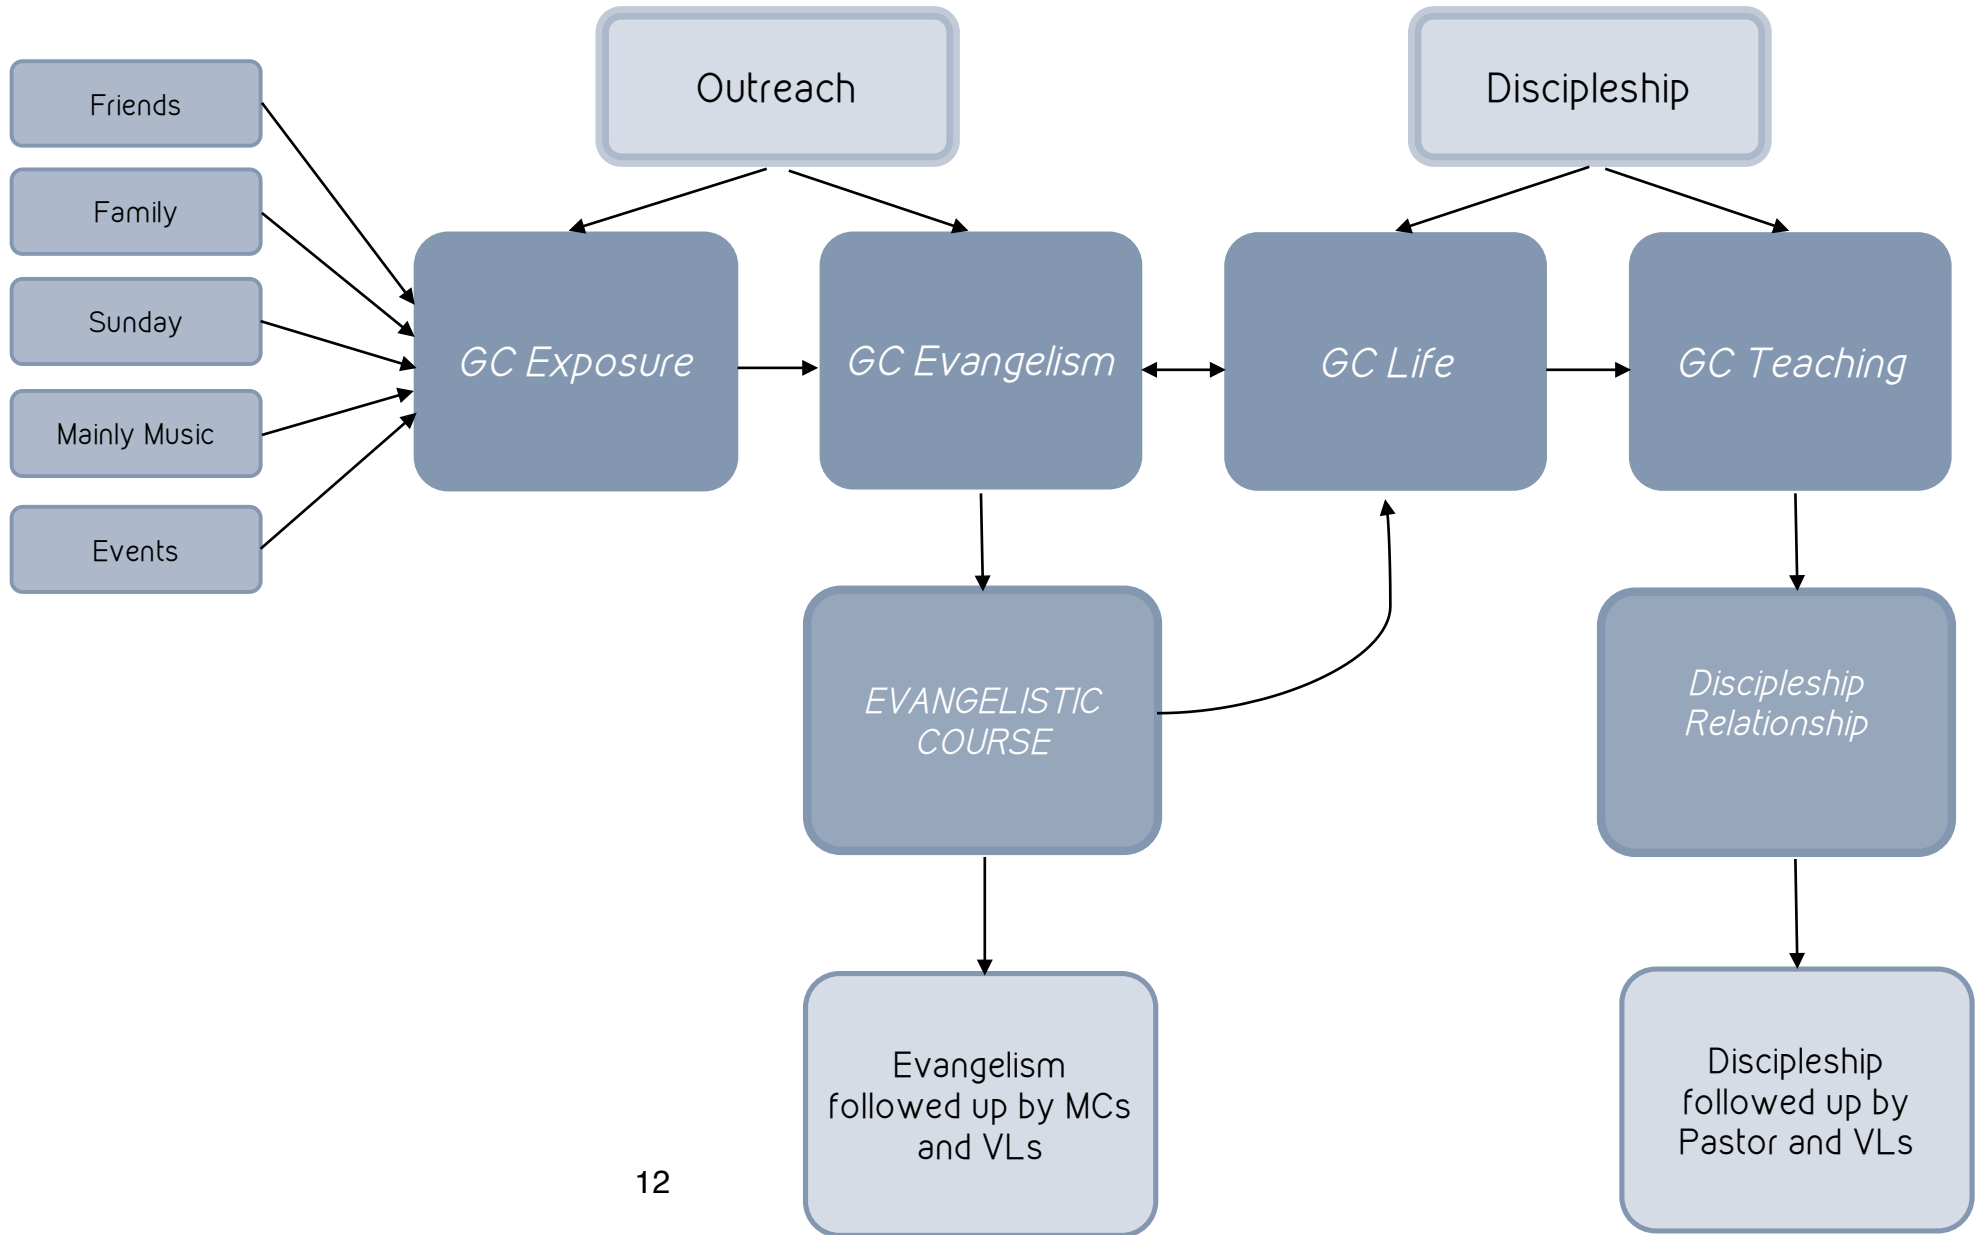 Outreach
Discipleship
Friends
Family
Sunday
Mainly Music
Events
GC Exposure
GC Evangelism
GC Life
GC Teaching
EVANGELISTIC
COURSE
Discipleship
Relationship
Evangelism
followed up by MCs
and VLs
Discipleship
followed up by
Pastor and VLs
12